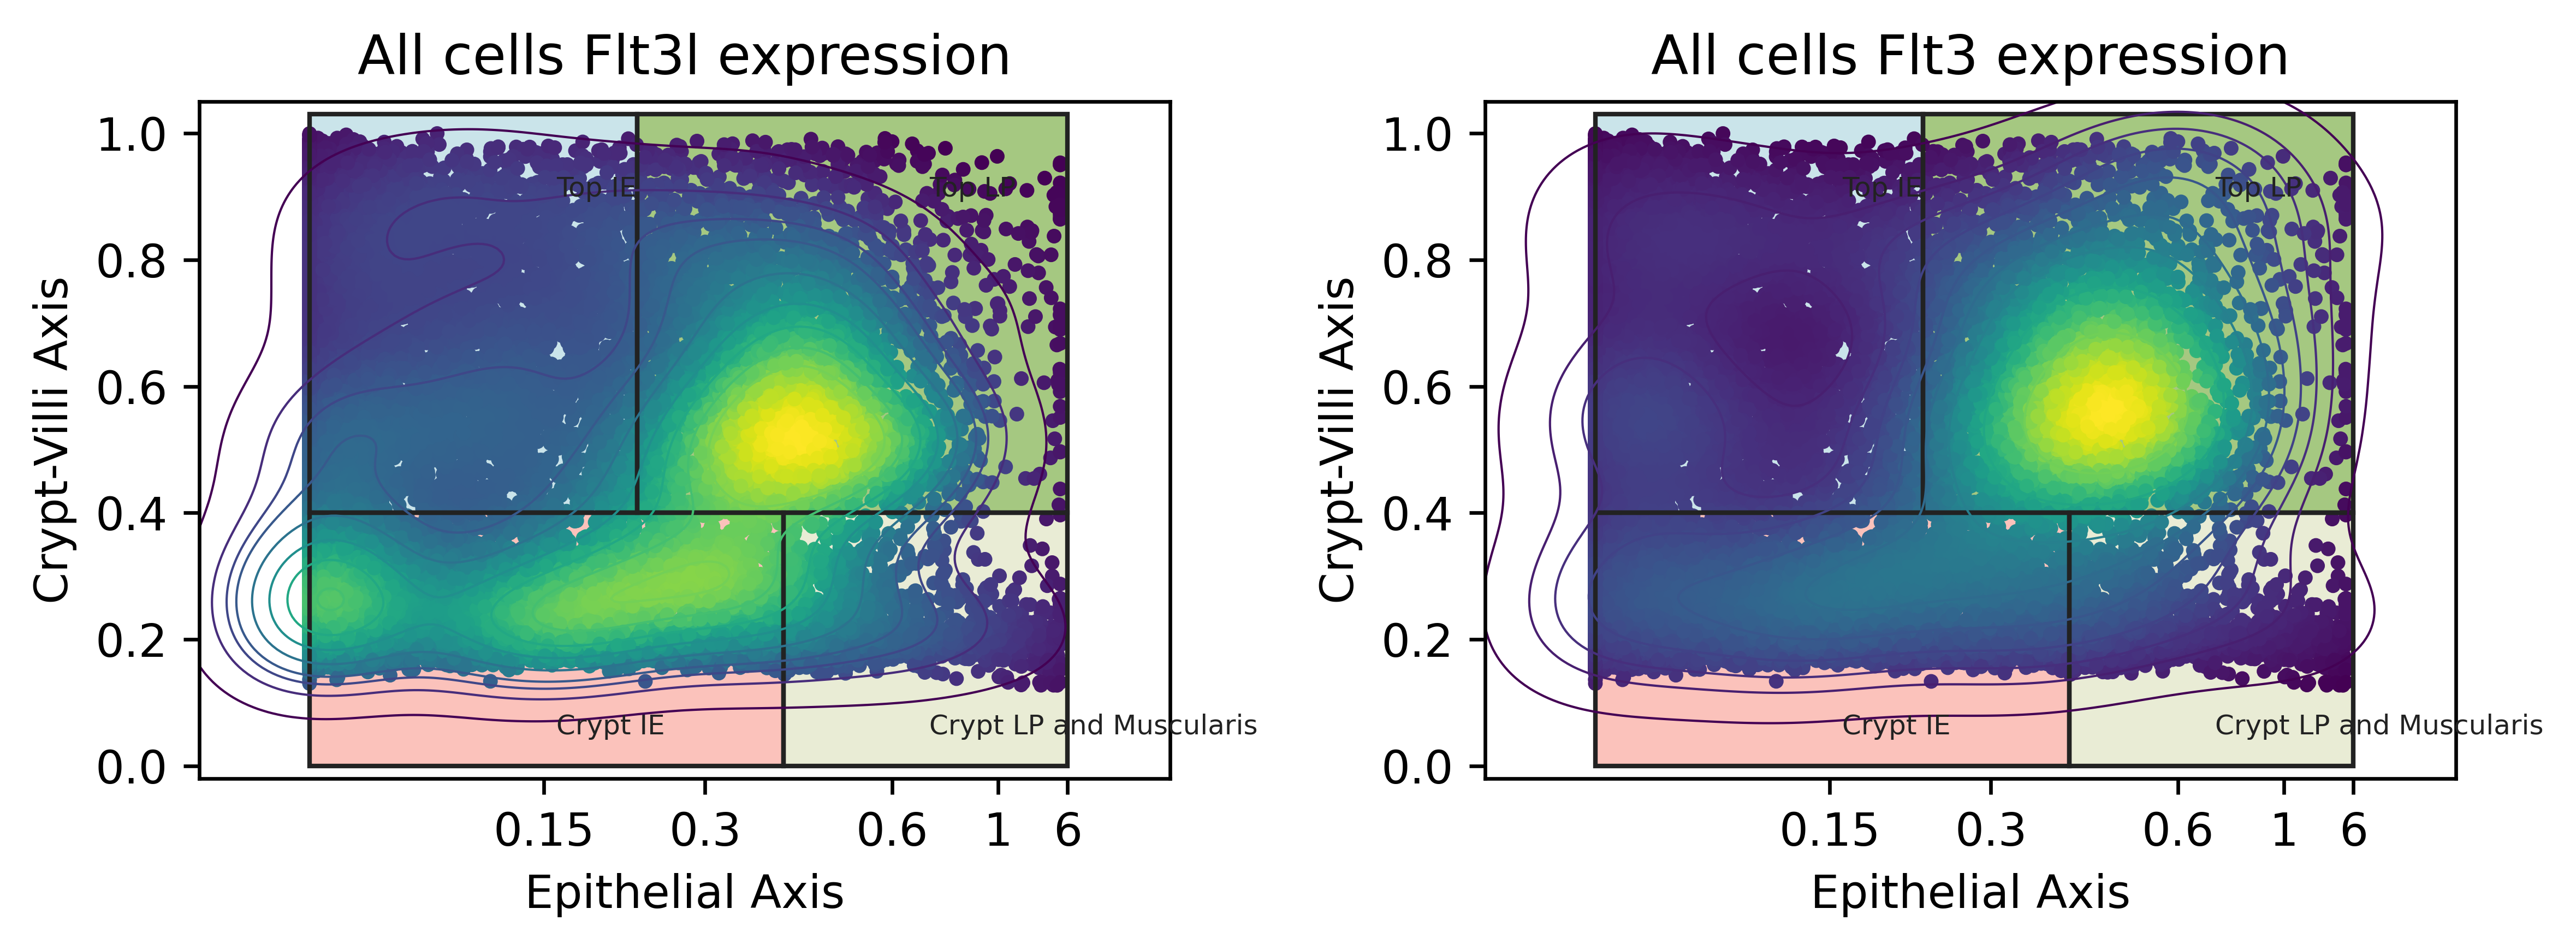 All cells Flt3l expression
Crypt-Villi Axis
1.0
0.8
0.6
0.4
0.2
0.0
Top IE
Top LP
Crypt IE
Crypt LP and Muscularis
0.15 0.3 0.6 1 6
Epithelial Axis
All cells Flt3 expression
Crypt-Villi Axis
1.0
0.8
0.6
0.4
0.2
0.0
Top IE
Top LP
Crypt IE
Crypt LP and Muscularis
0.15 0.3 0.6 1 6
Epithelial Axis